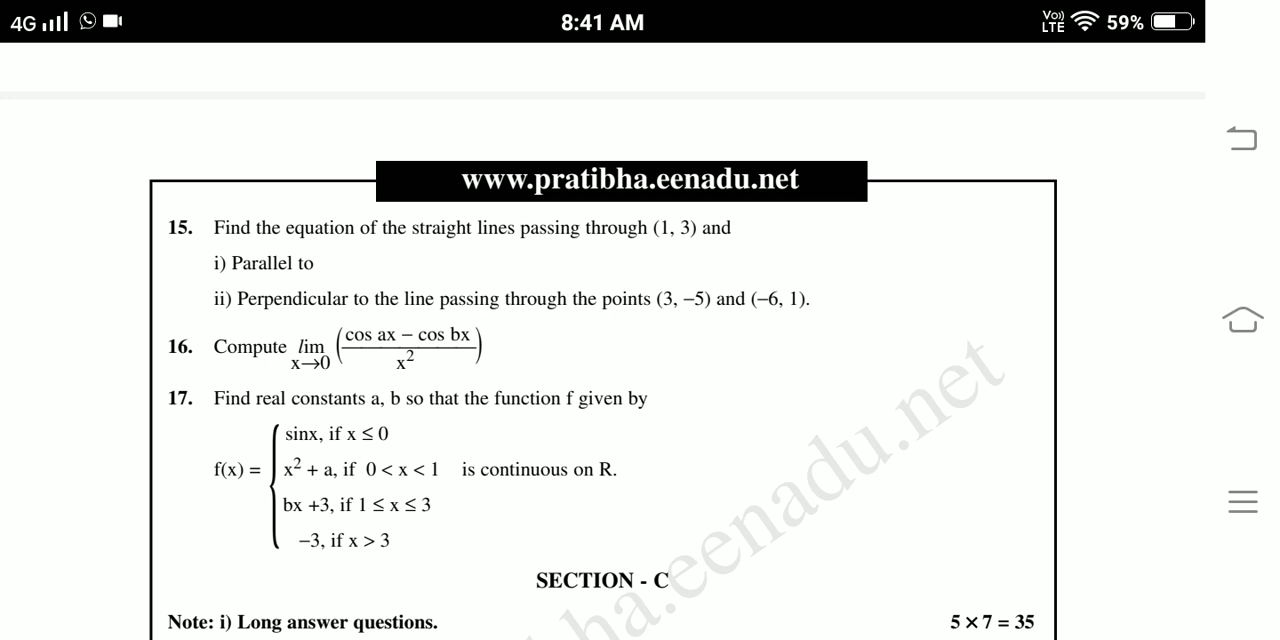 4G 8:41 AM Vo) LTE 59%
www.pratibha.eenadu.net
15. Find the equation of the straight lines passing through (1, 3) and
i) Parallel to
ii) Perpendicular to the line passing through the points (3, −5) and (−6, 1).
16. Compute lim x→0 (cos ax − cos bx / x²)
17. Find real constants a, b so that the function f given by
sinx, if x ≤ 0
f(x) = { x² + a, if 0 < x < 1 is continuous on R.
bx +3, if 1 ≤ x ≤ 3
−3, if x > 3
SECTION - C
Note: i) Long answer questions. 5 × 7 = 35
ha.eenadu.net